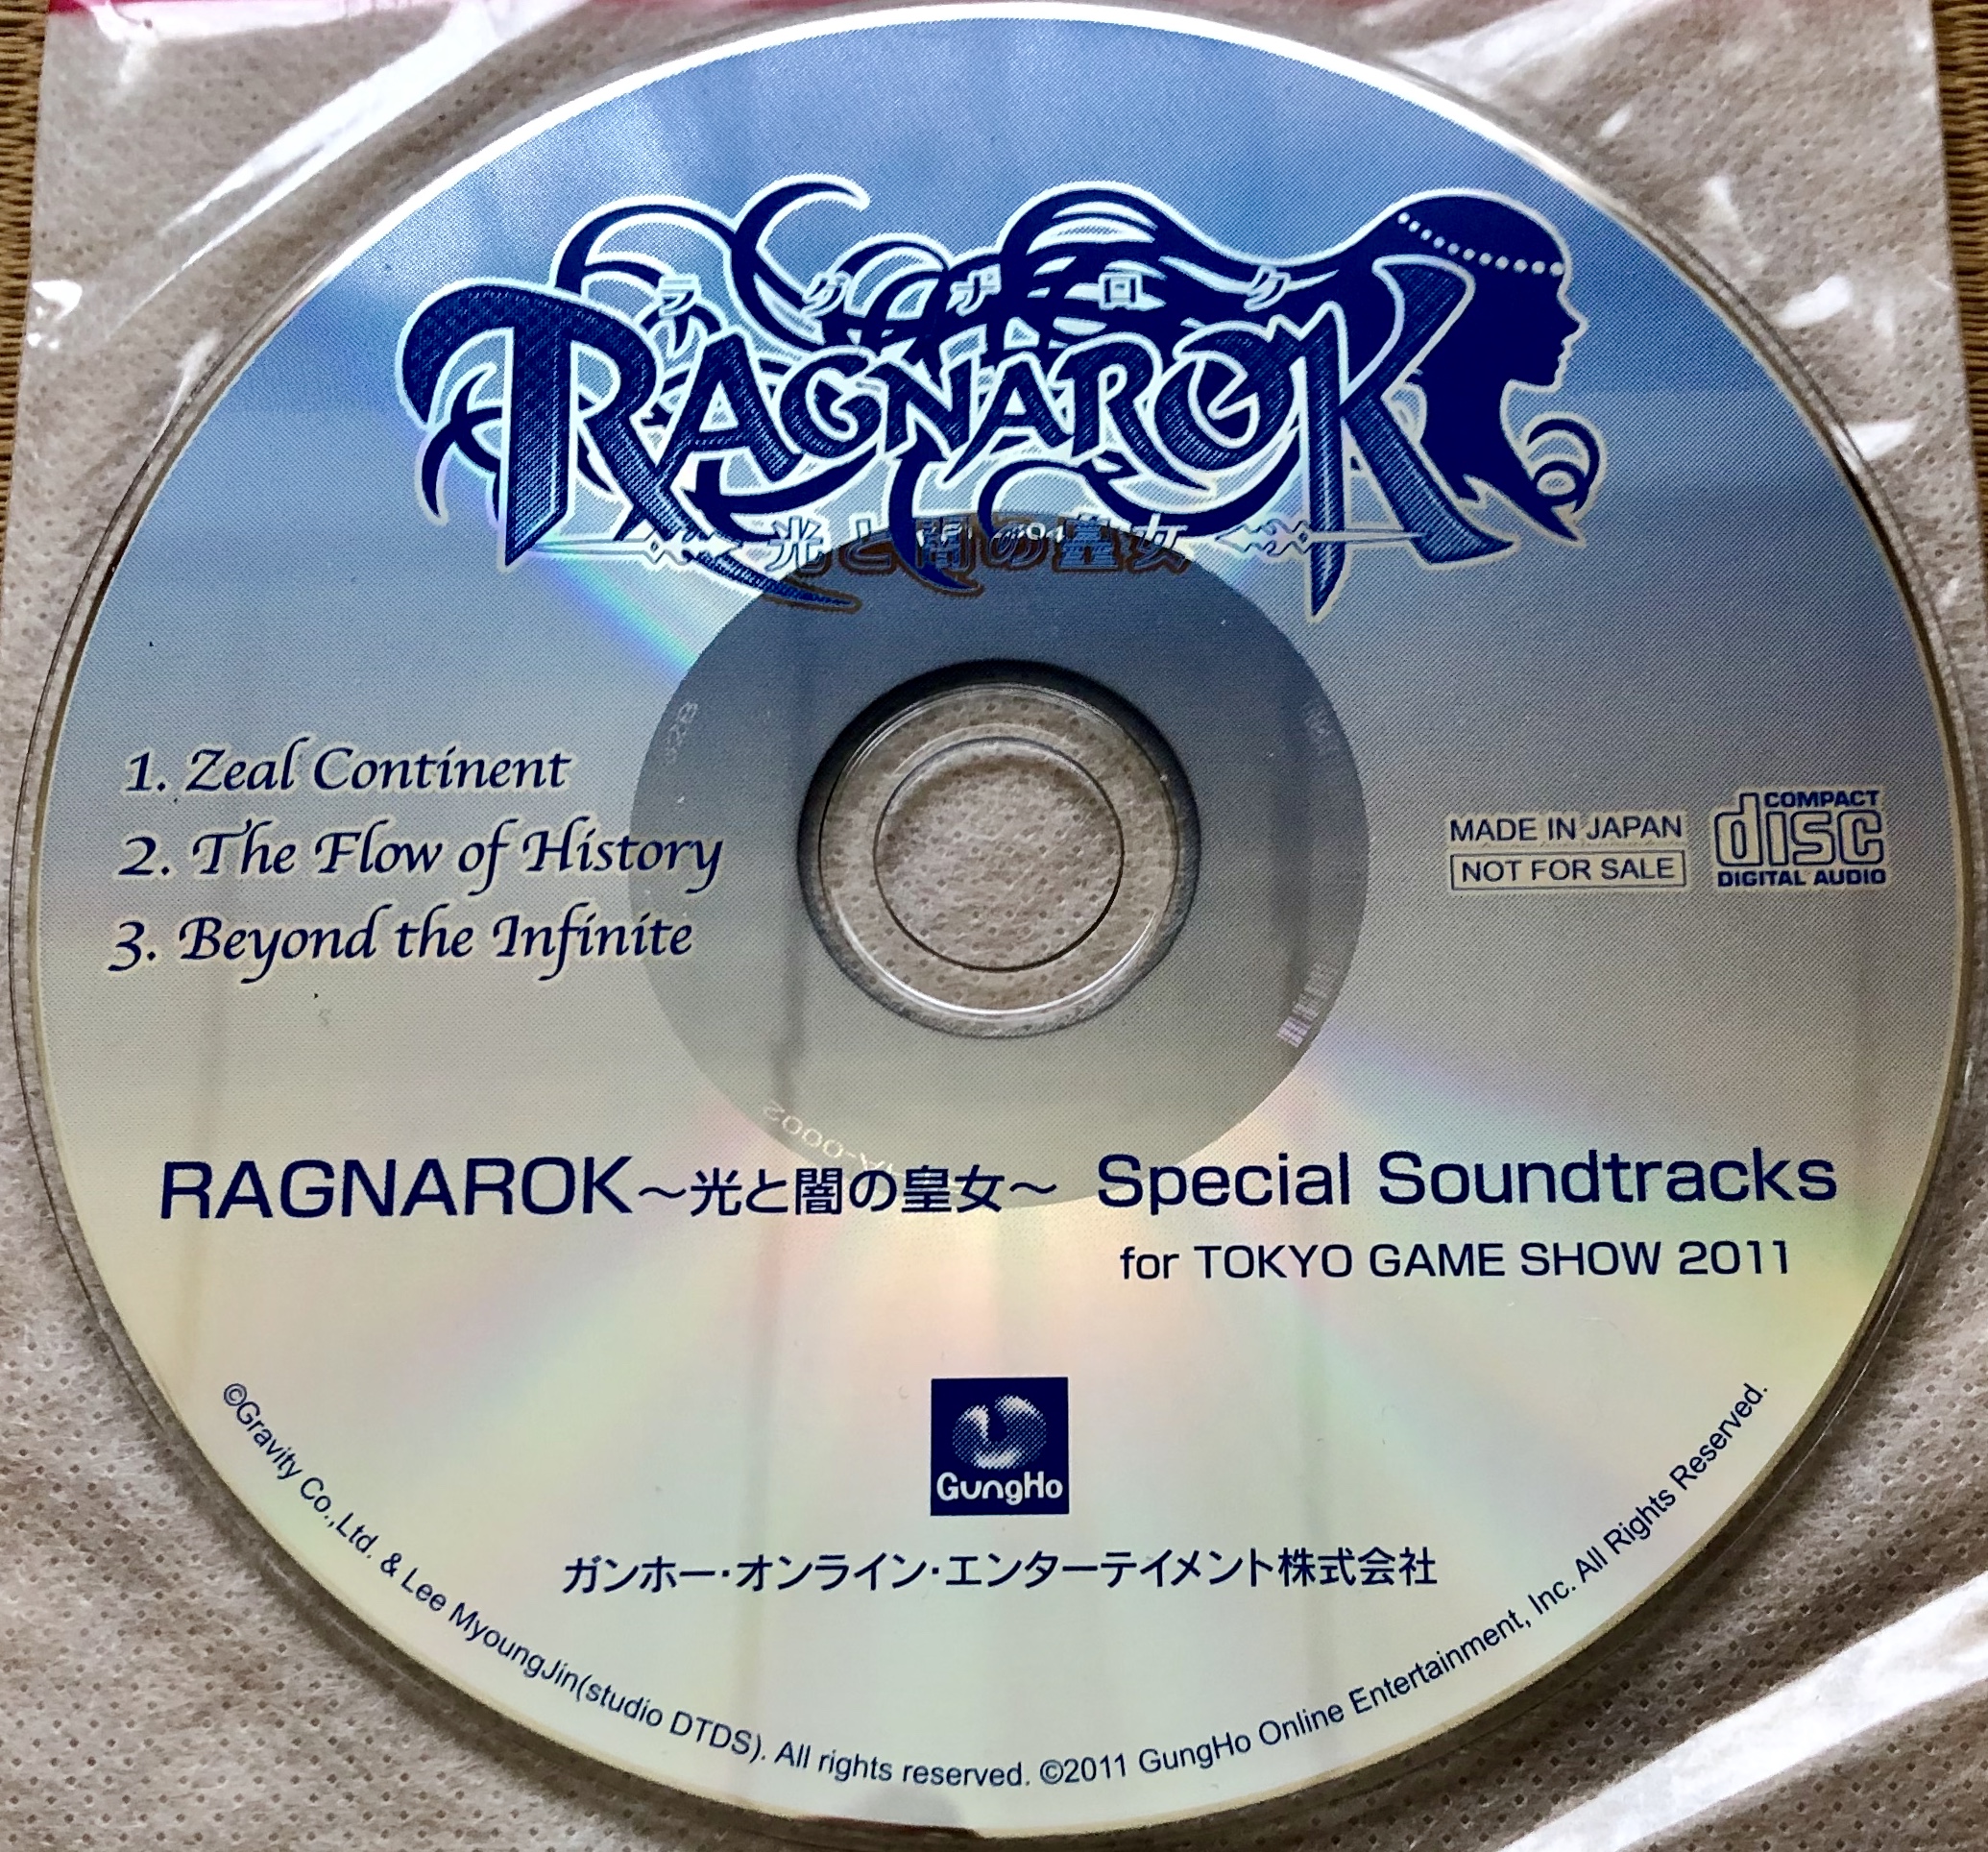 ラグナロク
RAGNAROK
光と闇の皇女
1. Zeal Continent
2. The Flow of History
3. Beyond the Infinite
MADE IN JAPAN
NOT FOR SALE
COMPACT
disc
DIGITAL AUDIO
RAGNAROK～光と闇の皇女～ Special Soundtracks
for TOKYO GAME SHOW 2011
GungHo
ガンホー・オンライン・エンターテイメント株式会社
©Gravity Co.,Ltd. & Lee MyoungJin(studio DTDS). All rights reserved. ©2011 GungHo Online Entertainment, Inc. All Rights Reserved.